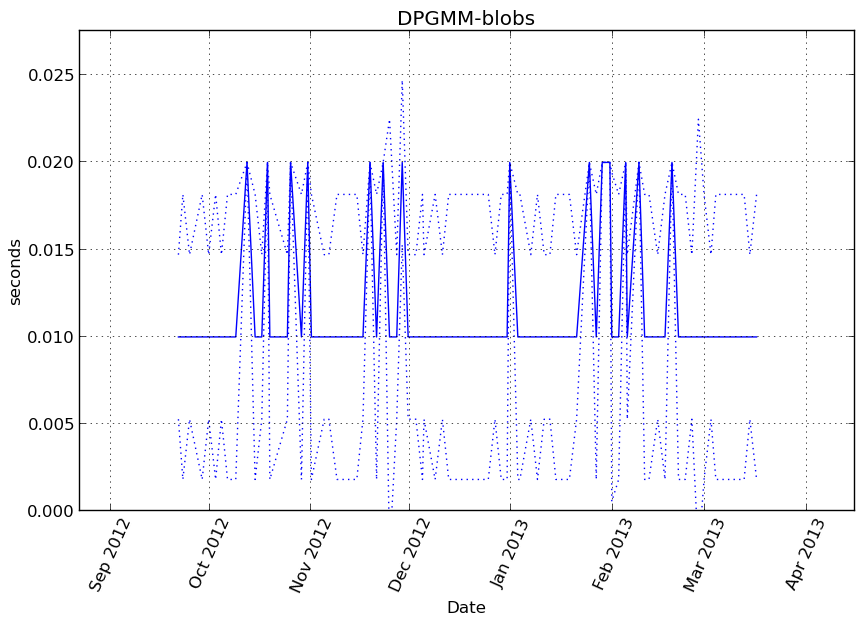 DPGMM-blobs
0.025
0.020
0.015
0.010
0.005
0.000
seconds
Sep 2012
Oct 2012
Nov 2012
Dec 2012
Jan 2013
Feb 2013
Mar 2013
Apr 2013
Date